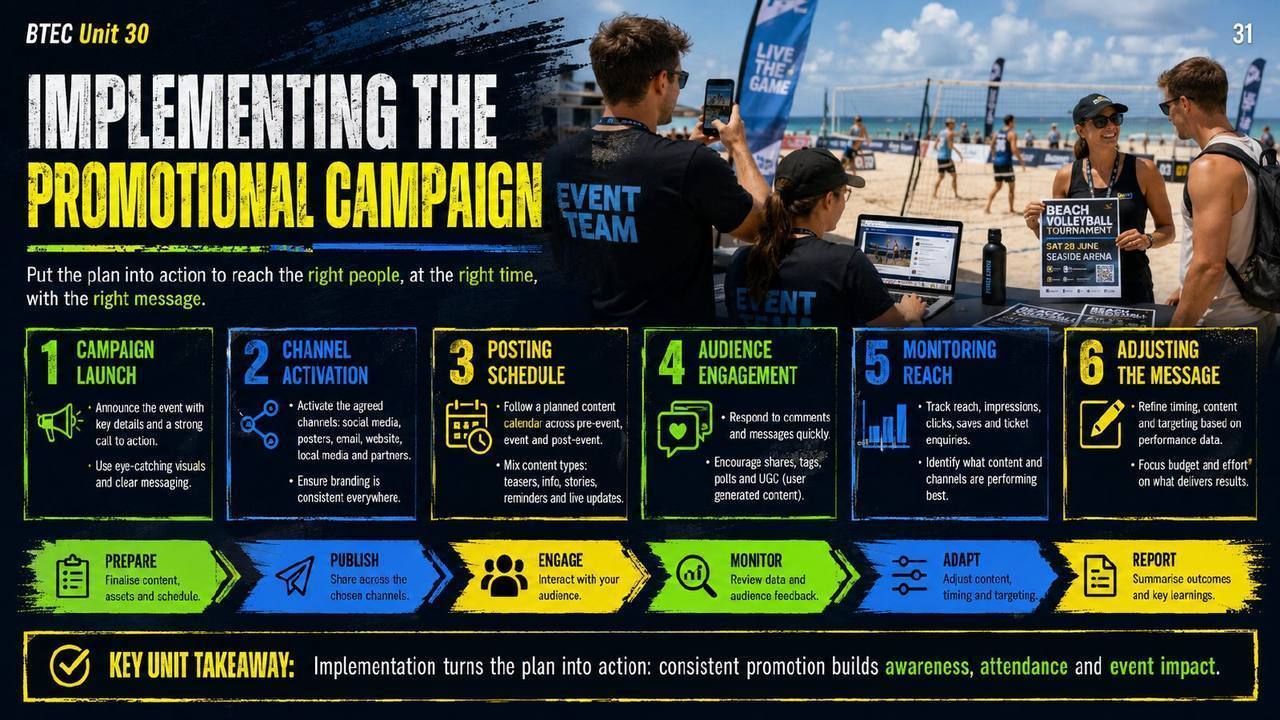 BTEC Unit 30
31
IMPLEMENTING THE
PROMOTIONAL CAMPAIGN
Put the plan into action to reach the right people, at the right time,
with the right message.
LIVE
THE
GAME
EVENT
TEAM
EVENT
TEAM
BEACH
VOLLEYBALL
TOURNAMENT
SAT 28 JUNE
SEASIDE ARENA
1 CAMPAIGN
LAUNCH
• Announce the event with
key details and a strong
call to action.
• Use eye-catching visuals
and clear messaging.
2 CHANNEL
ACTIVATION
• Activate the agreed
channels: social media,
posters, email, website,
local media and partners.
• Ensure branding is
consistent everywhere.
3 POSTING
SCHEDULE
• Follow a planned content
calendar across pre-event,
event and post-event.
• Mix content types:
teasers, info, stories,
reminders and live updates.
4 AUDIENCE
ENGAGEMENT
• Respond to comments
and messages quickly.
• Encourage shares, tags,
polls and UGC (user
generated content).
5 MONITORING
REACH
• Track reach, impressions,
clicks, saves and ticket
enquiries.
• Identify what content and
channels are performing
best.
6 ADJUSTING
THE MESSAGE
• Refine timing, content
and targeting based on
performance data.
• Focus budget and effort
on what delivers results.
PREPARE
Finalise content,
assets and schedule.
PUBLISH
Share across the
chosen channels.
ENGAGE
Interact with your
audience.
MONITOR
Review data and
audience feedback.
ADAPT
Adjust content,
timing and targeting.
REPORT
Summarise outcomes
and key learnings.
KEY UNIT TAKEAWAY: Implementation turns the plan into action: consistent promotion builds awareness, attendance and event impact.